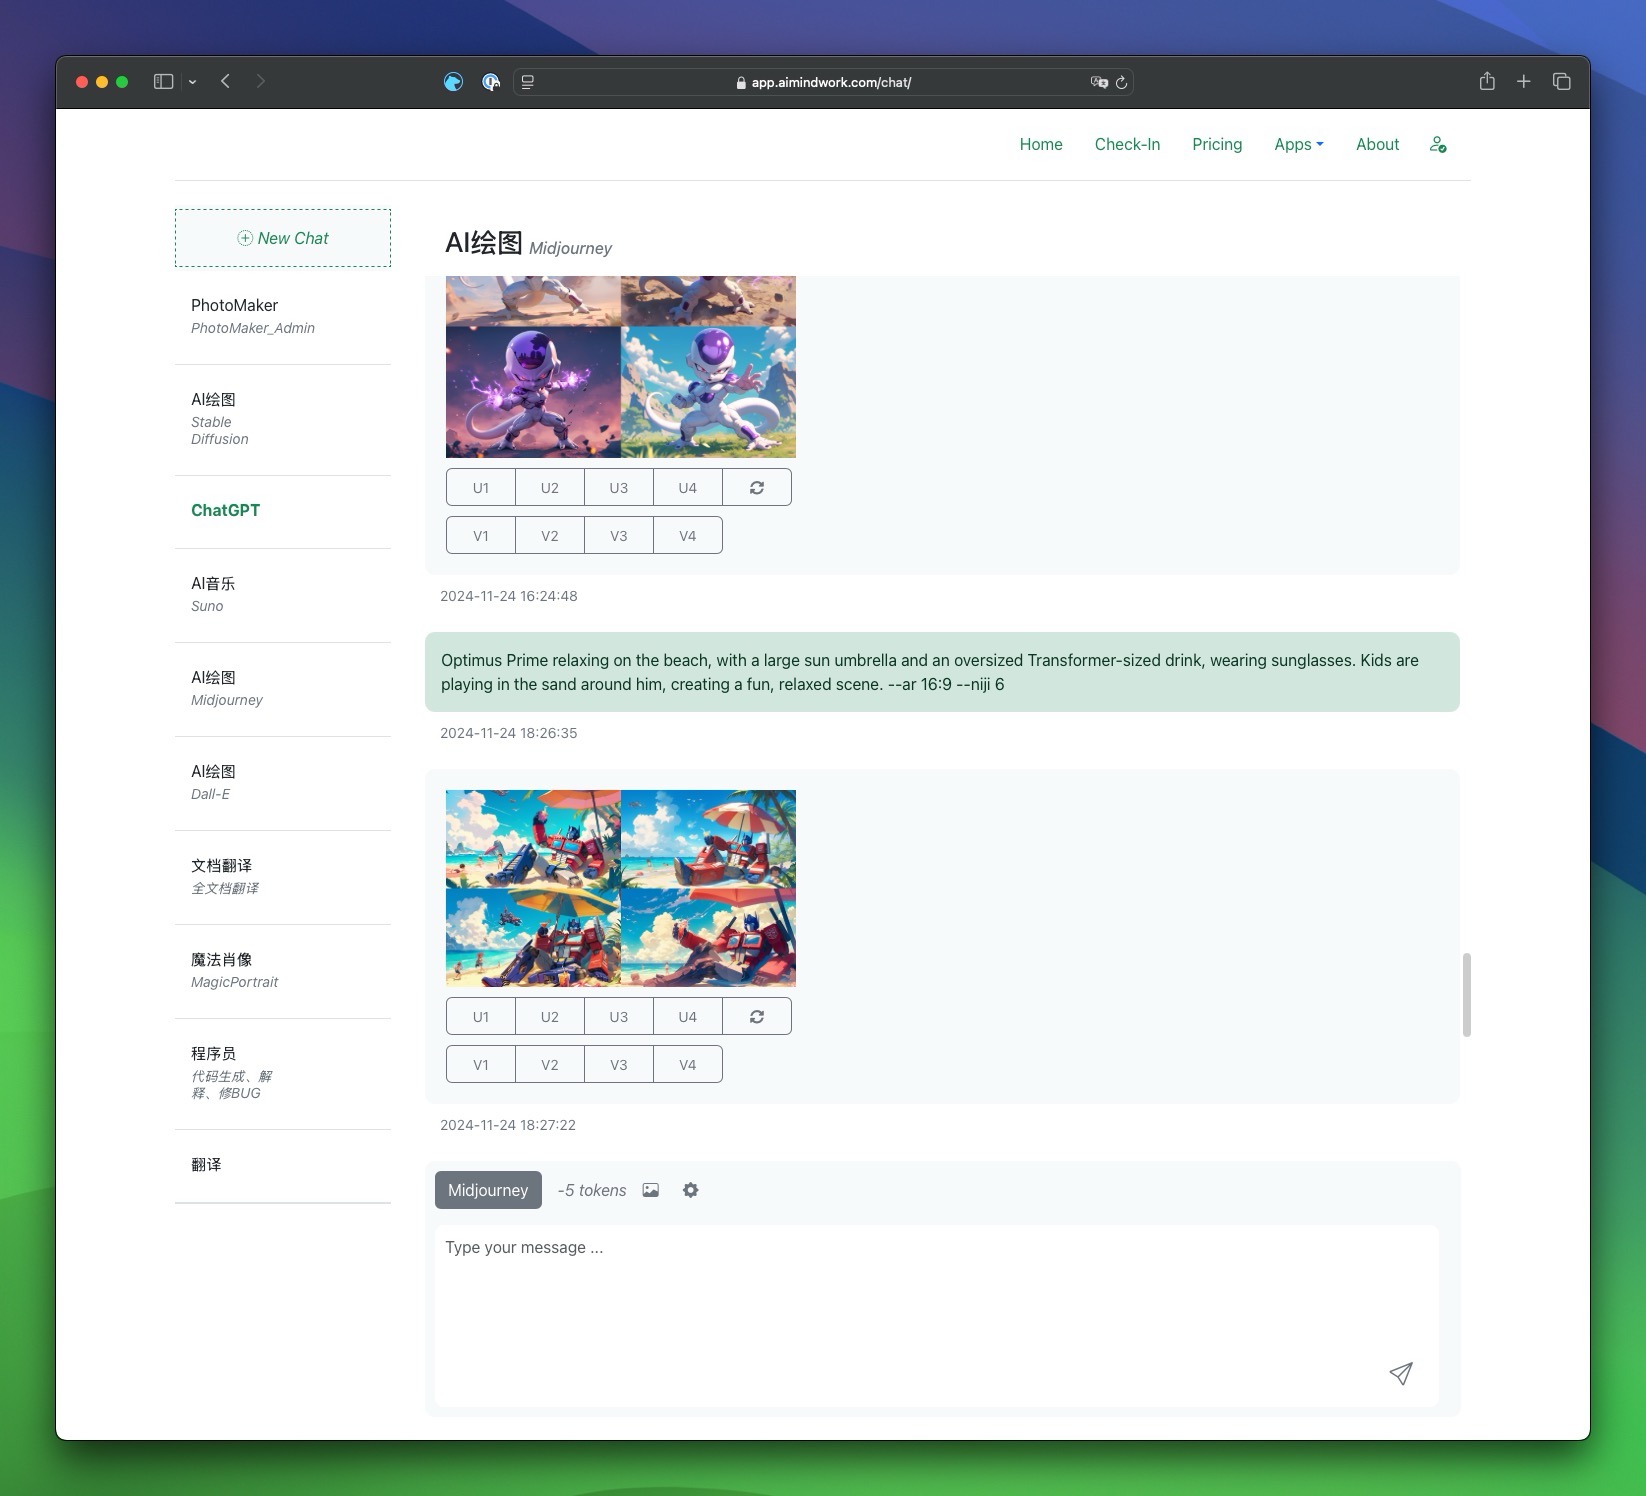 app.aimindwork.com/chat/
Home Check-In Pricing Apps About
New Chat
PhotoMaker
PhotoMaker_Admin
AI绘图
Stable
Diffusion
ChatGPT
AI音乐
Suno
AI绘图
Midjourney
AI绘图
Dall-E
文档翻译
全文档翻译
魔法肖像
MagicPortrait
程序员
代码生成、解
释、修BUG
翻译
AI绘图 Midjourney
U1 U2 U3 U4
V1 V2 V3 V4
2024-11-24 16:24:48
Optimus Prime relaxing on the beach, with a large sun umbrella and an oversized Transformer-sized drink, wearing sunglasses. Kids are
playing in the sand around him, creating a fun, relaxed scene. --ar 16:9 --niji 6
2024-11-24 18:26:35
U1 U2 U3 U4
V1 V2 V3 V4
2024-11-24 18:27:22
Midjourney -5 tokens
Type your message ...